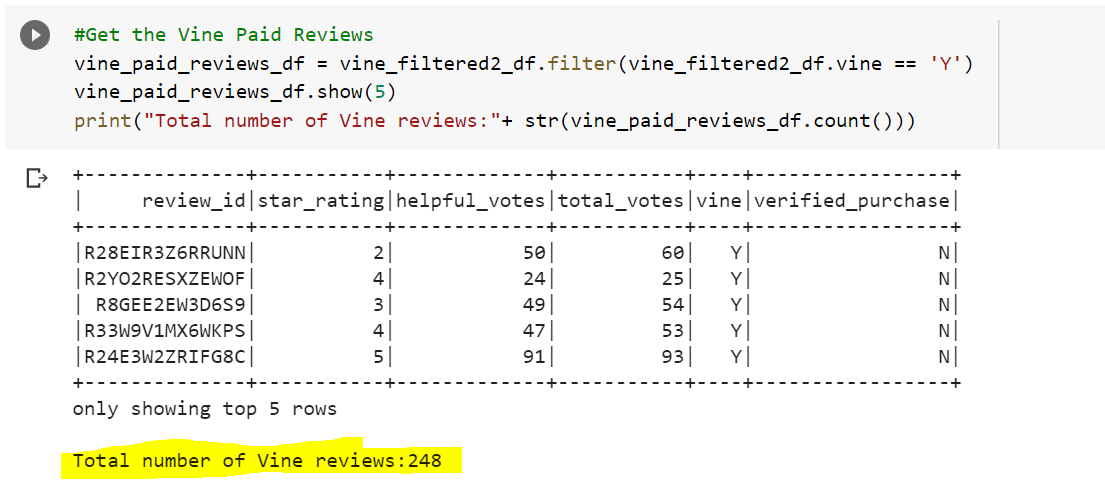 #Get the Vine Paid Reviews
vine_paid_reviews_df = vine_filtered2_df.filter(vine_filtered2_df.vine == 'Y')
vine_paid_reviews_df.show(5)
print("Total number of Vine reviews:"+ str(vine_paid_reviews_df.count()))
+--------------+-----------+-------------+-----------+----+-----------------+
|     review_id|star_rating|helpful_votes|total_votes|vine|verified_purchase|
+--------------+-----------+-------------+-----------+----+-----------------+
|R28EIR3Z6RRUNN|          2|           50|         60|   Y|                N|
|R2YO2RESXZEWOF|          4|           24|         25|   Y|                N|
| R8GEE2EW3D6S9|          3|           49|         54|   Y|                N|
|R33W9V1MX6WKPS|          4|           47|         53|   Y|                N|
|R24E3W2ZRIFG8C|          5|           91|         93|   Y|                N|
+--------------+-----------+-------------+-----------+----+-----------------+
only showing top 5 rows
Total number of Vine reviews:248